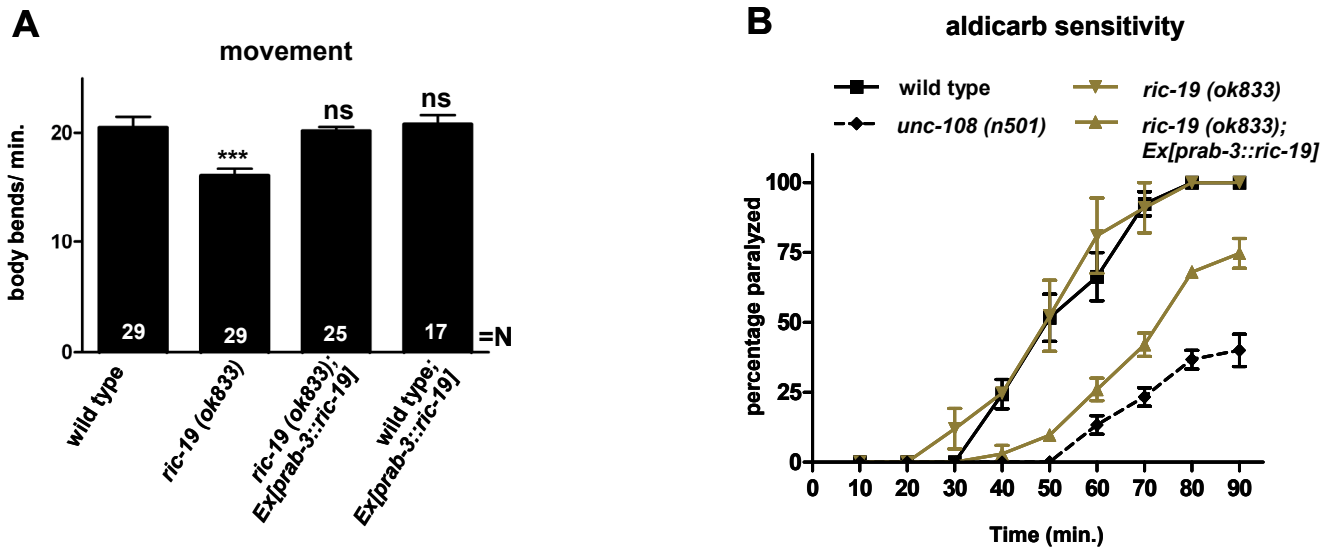 A
movement
body bends/ min.
20
10
0
***
ns
ns
29
29
25
17
=N
wild type
ric-19 (ok833)
ric-19 (ok833);
Ex[prab-3::ric-19]
wild type;
Ex[prab-3::ric-19]
B
aldicarb sensitivity
wild type
unc-108 (n501)
ric-19 (ok833)
ric-19 (ok833);
Ex[prab-3::ric-19]
percentage paralyzed
100
75
50
25
0
0 10 20 30 40 50 60 70 80 90
Time (min.)